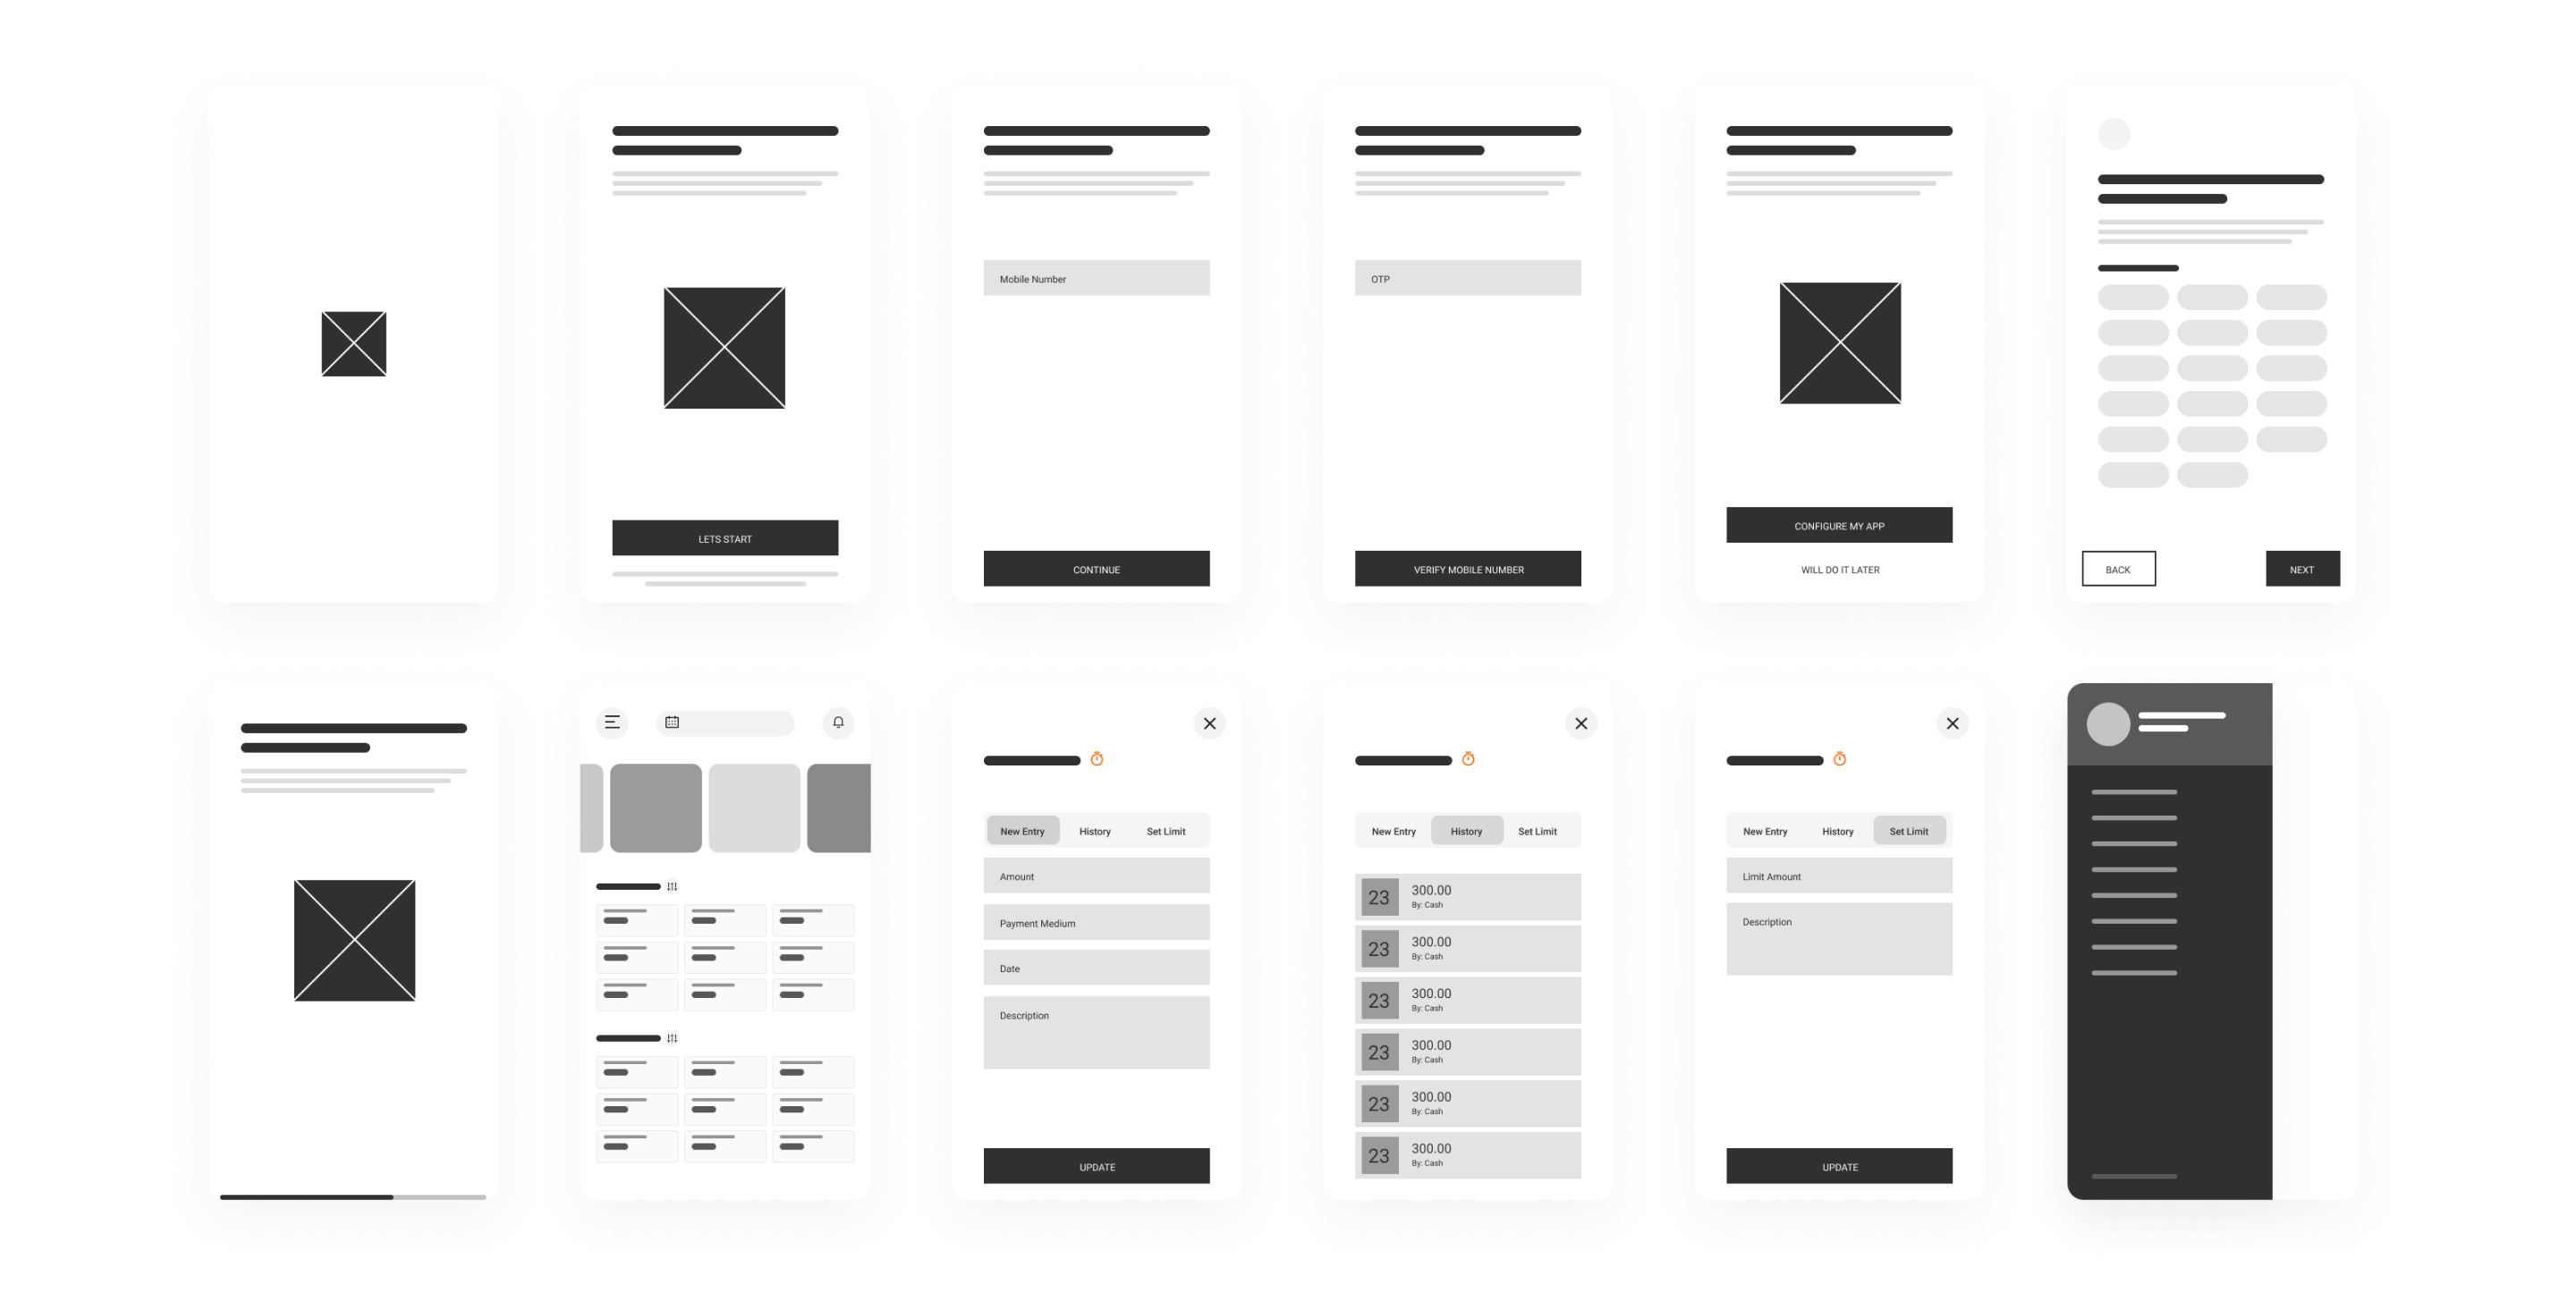 Mobile Number
OTP
LETS START
CONFIGURE MY APP
CONTINUE
VERIFY MOBILE NUMBER
WILL DO IT LATER
BACK
NEXT
New Entry History Set Limit
Amount
Payment Medium
Date
Description
UPDATE
New Entry History Set Limit
23 300.00
By: Cash
23 300.00
By: Cash
23 300.00
By: Cash
23 300.00
By: Cash
23 300.00
By: Cash
23 300.00
By: Cash
New Entry History Set Limit
Limit Amount
Description
UPDATE